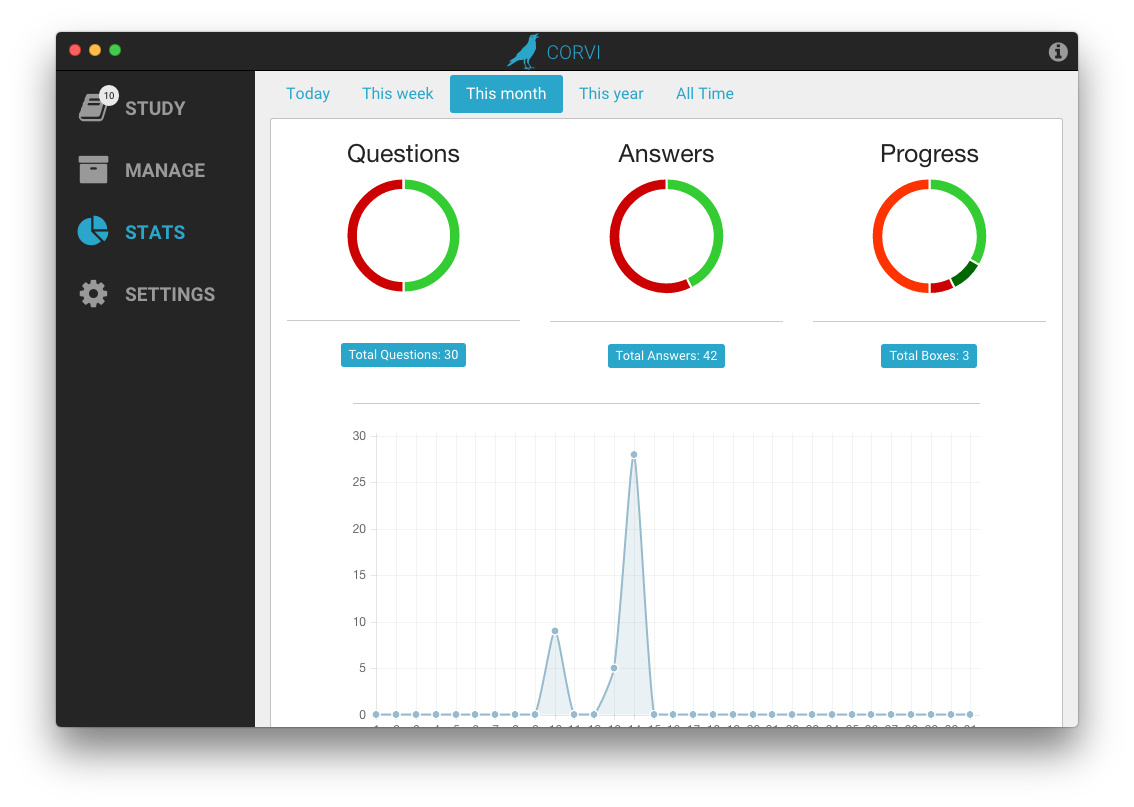 CORVI
10
STUDY
MANAGE
STATS
SETTINGS
Today This week This month This year All Time
Questions Answers Progress
Total Questions: 30 Total Answers: 42 Total Boxes: 3
30
25
20
15
10
5
0